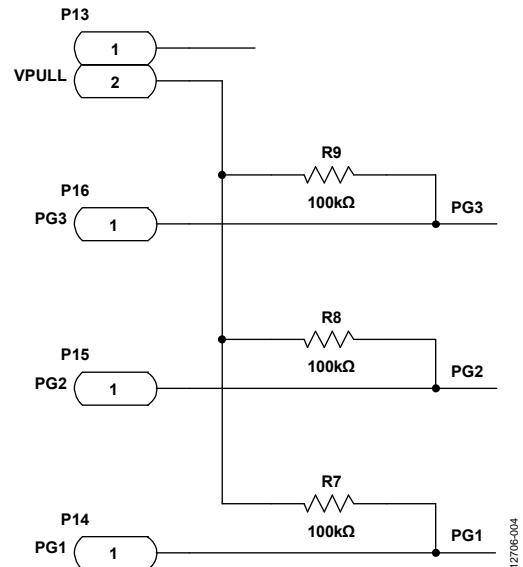 P13
1
VPULL
2
R9
100kΩ
P16
PG3
1
PG3
R8
100kΩ
P15
PG2
1
PG2
R7
100kΩ
P14
PG1
1
PG1
12706-004